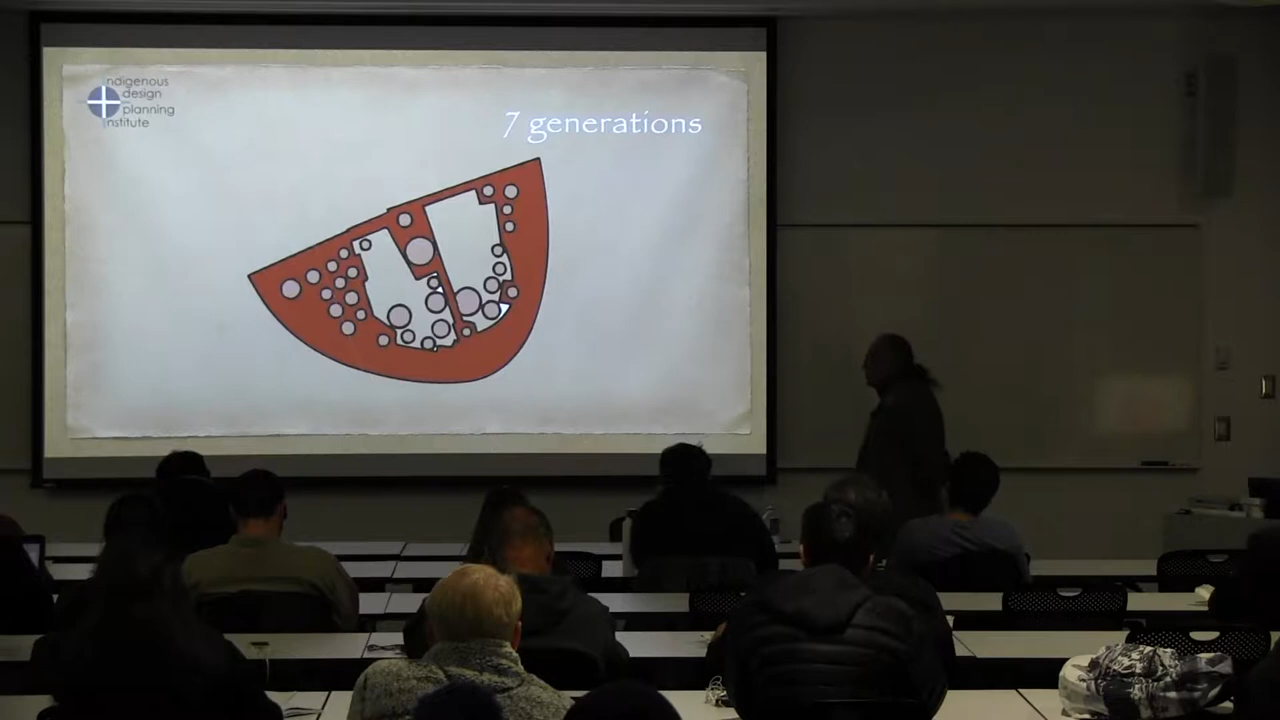 indigenous
design
planning
institute
7 generations